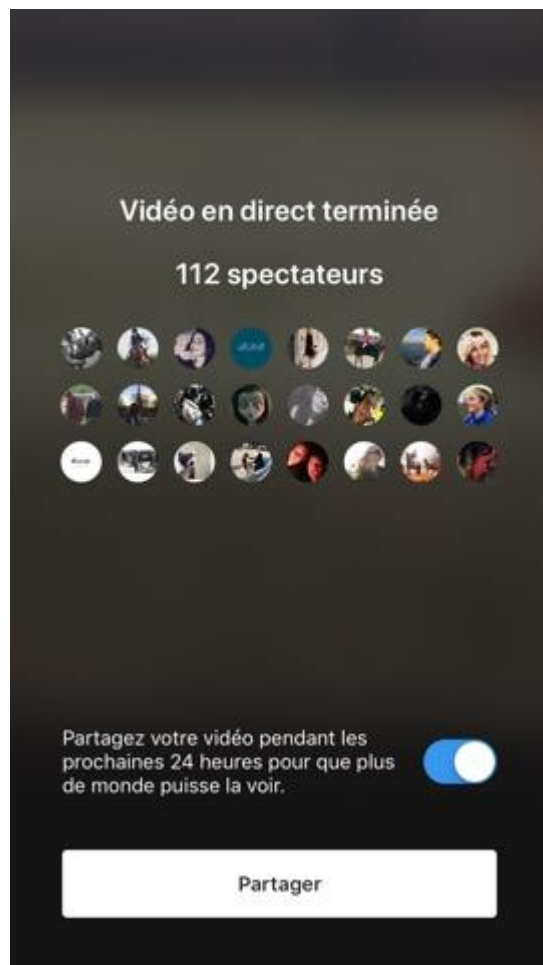 Vidéo en direct terminée
112 spectateurs
Partagez votre vidéo pendant les
prochaines 24 heures pour que plus
de monde puisse la voir.
Partager